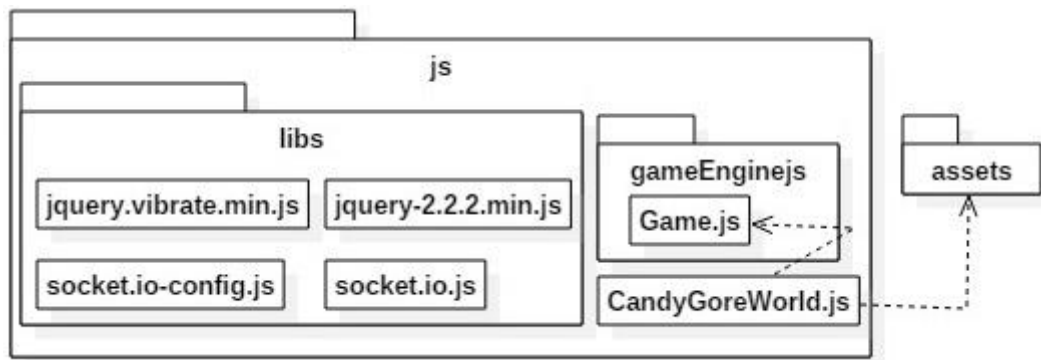 js
libs
jquery.vibrate.min.js
jquery-2.2.2.min.js
socket.io-config.js
socket.io.js
gameEnginejs
Game.js
CandyGoreWorld.js
assets